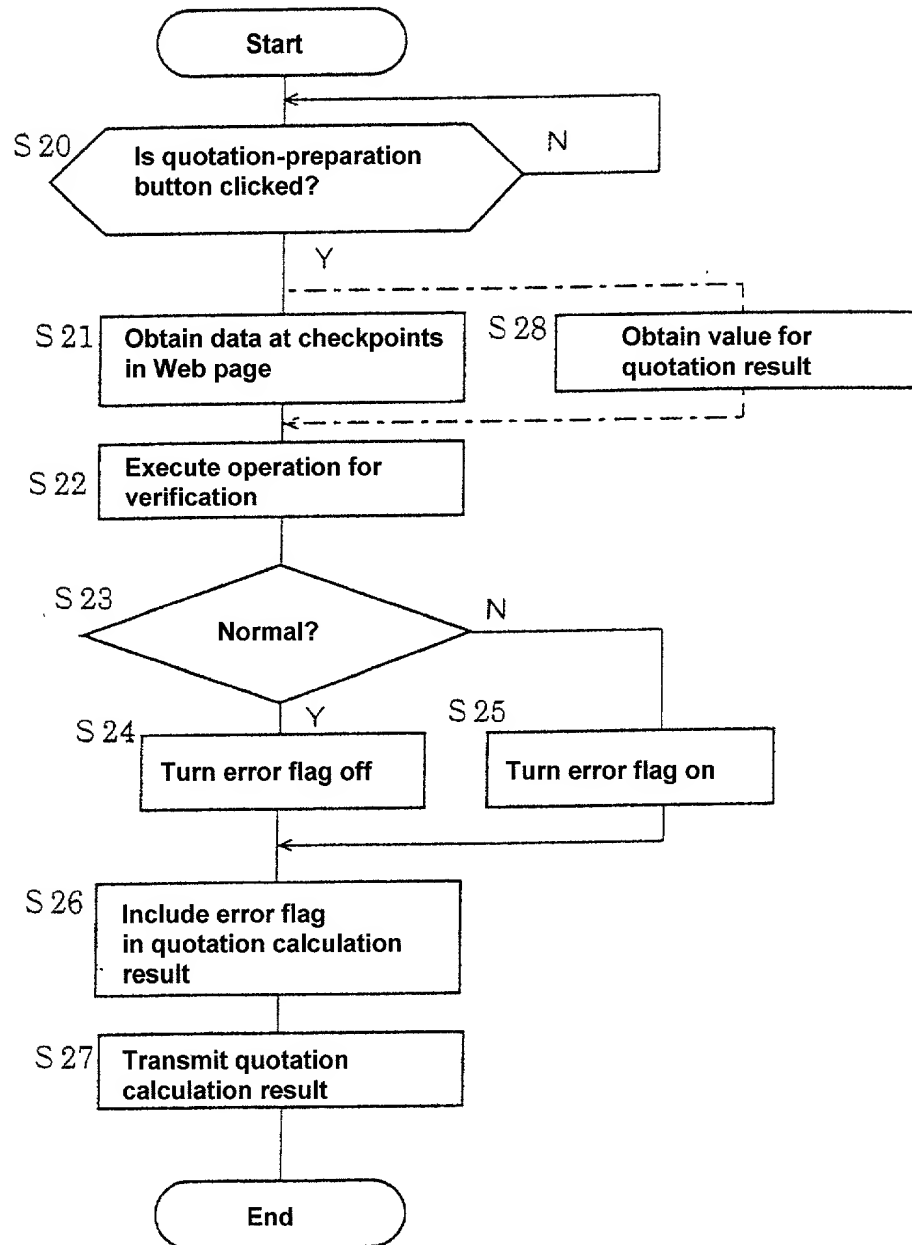 Start
S 20
Is quotation-preparation
button clicked?
N
Y
S 21
Obtain data at checkpoints
in Web page
S 28
Obtain value for
quotation result
S 22
Execute operation for
verification
S 23
Normal?
N
Y
S 24
Turn error flag off
S 25
Turn error flag on
S 26
Include error flag
in quotation calculation
result
S 27
Transmit quotation
calculation result
End